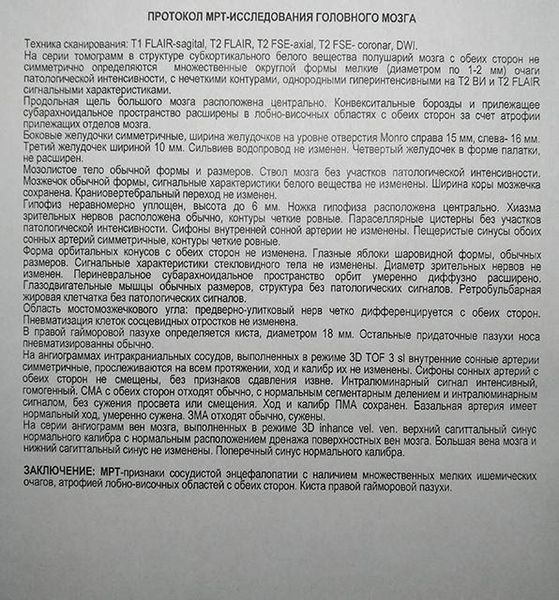 ПРОТОКОЛ МРТ-ИССЛЕДОВАНИЯ ГОЛОВНОГО МОЗГА
Техника сканирования: Т1 FLAIR-sagital, T2 FLAIR, T2 FSE-axial, T2 FSE- coronar, DWI.
На серии томограмм в структуре субкортикального белого вещества полушарий мозга с обеих сторон не
симметрично определяются множественные округлой формы мелкие (диаметром по 1-2 мм) очаги
патологической интенсивности, с нечеткими контурами, однородными гиперинтенсивными на Т2 ВИ и Т2 FLAIR
сигнальными характеристиками.
Продольная щель большого мозга расположена центрально. Конвекситальные борозды и прилежащее
субарахноидальное пространство расширены в лобно-височных областях с обеих сторон за счет атрофии
прилежащих отделов мозга.
Боковые желудочки симметричные, ширина желудочков на уровне отверстия Monro справа 15 мм, слева- 16 мм.
Третий желудочек шириной 10 мм. Сильвиев водопровод не изменен. Четвертый желудочек в форме палатки,
не расширен.
Мозолистое тело обычной формы и размеров. Ствол мозга без участков патологической интенсивности.
Мозжечок обычной формы, сигнальные характеристики белого вещества не изменены. Ширина коры мозжечка
сохранена. Краниовертебральный переход не изменен.
Гипофиз неравномерно уплощен, высота до 6 мм. Ножка гипофиза расположена центрально. Хиазма
зрительных нервов расположена обычно, контуры четкие ровные. Параселлярные цистерны без участков
патологической интенсивности. Сифоны внутренней сонной артерии не изменены. Пещеристые синусы обоих
сонных артерий симметричные, контуры четкие ровные.
Форма орбитальных конусов с обеих сторон не изменена. Глазные яблоки шаровидной формы, обычных
размеров. Сигнальные характеристики стекловидного тела не изменены. Диаметр зрительных нервов не
изменен. Периневральное субарахноидальное пространство орбит умеренно диффузно расширено.
Глазодвигательные мышцы обычных размеров, структура без патологических сигналов. Ретробульбарная
жировая клетчатка без патологических сигналов.
Область мостомозжечкового угла: предверно-улитковый нерв четко дифференцируется с обеих сторон.
Пневматизация клеток сосцевидных отростков не изменена.
В правой гайморовой пазухе определяется киста, диаметром 18 мм. Остальные придаточные пазухи носа
пневматизированны обычно.
На ангиограммах интракраниальных сосудов, выполненных в режиме 3D TOF 3 sl внутренние сонные артерии
симметричные, прослеживаются на всем протяжении, ход и калибр их не изменены. Сифоны сонных артерий с
обеих сторон не смещены, без признаков сдавления извне. Интралюминарный сигнал интенсивный,
гомогенный. СМА с обеих сторон отходят обычно, с нормальным сегментарным делением и интралюминарным
сигналом, без сужения просвета или смещения. Ход и калибр ПМА сохранен. Базальная артерия имеет
нормальный ход, умеренно сужена. ЗМА отходят обычно, сужены.
На серии ангиограмм вен мозга, выполненных в режиме 3D inhance vel. ven. верхний сагиттальный синус
нормального калибра с нормальным расположением дренажа поверхностных вен мозга. Большая вена мозга и
нижний сагиттальный синус не изменены. Поперечный синус нормального калибра.
ЗАКЛЮЧЕНИЕ: МРТ-признаки сосудистой энцефалопатии с наличием множественных мелких ишемических
очагов, атрофией лобно-височных областей с обеих сторон. Киста правой гайморовой пазухи.